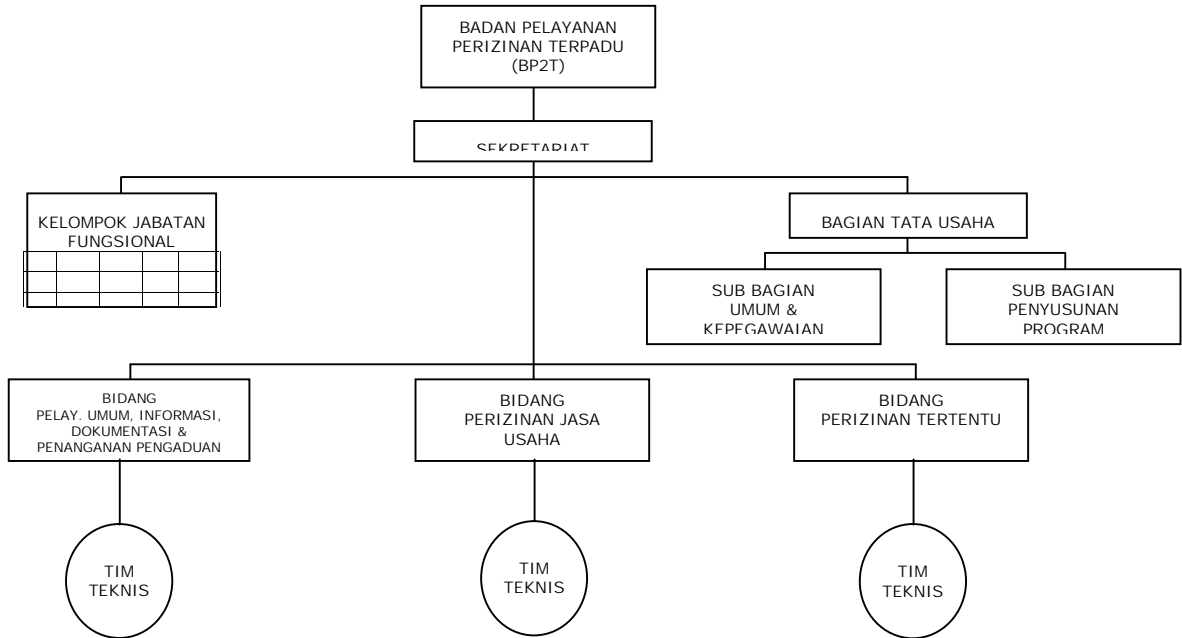 BADAN PELAYANAN
PERIZINAN TERPADU
(BP2T)
SEKRETARIAT
KELOMPOK JABATAN
FUNGSIONAL
BAGIAN TATA USAHA
SUB BAGIAN
UMUM &
KEPEGAWAIAN
SUB BAGIAN
PENYUSUNAN
PROGRAM
BIDANG
PELAY. UMUM, INFORMASI,
DOKUMENTASI &
PENANGANAN PENGADUAN
BIDANG
PERIZINAN JASA
USAHA
BIDANG
PERIZINAN TERTENTU
TIM
TEKNIS
TIM
TEKNIS
TIM
TEKNIS